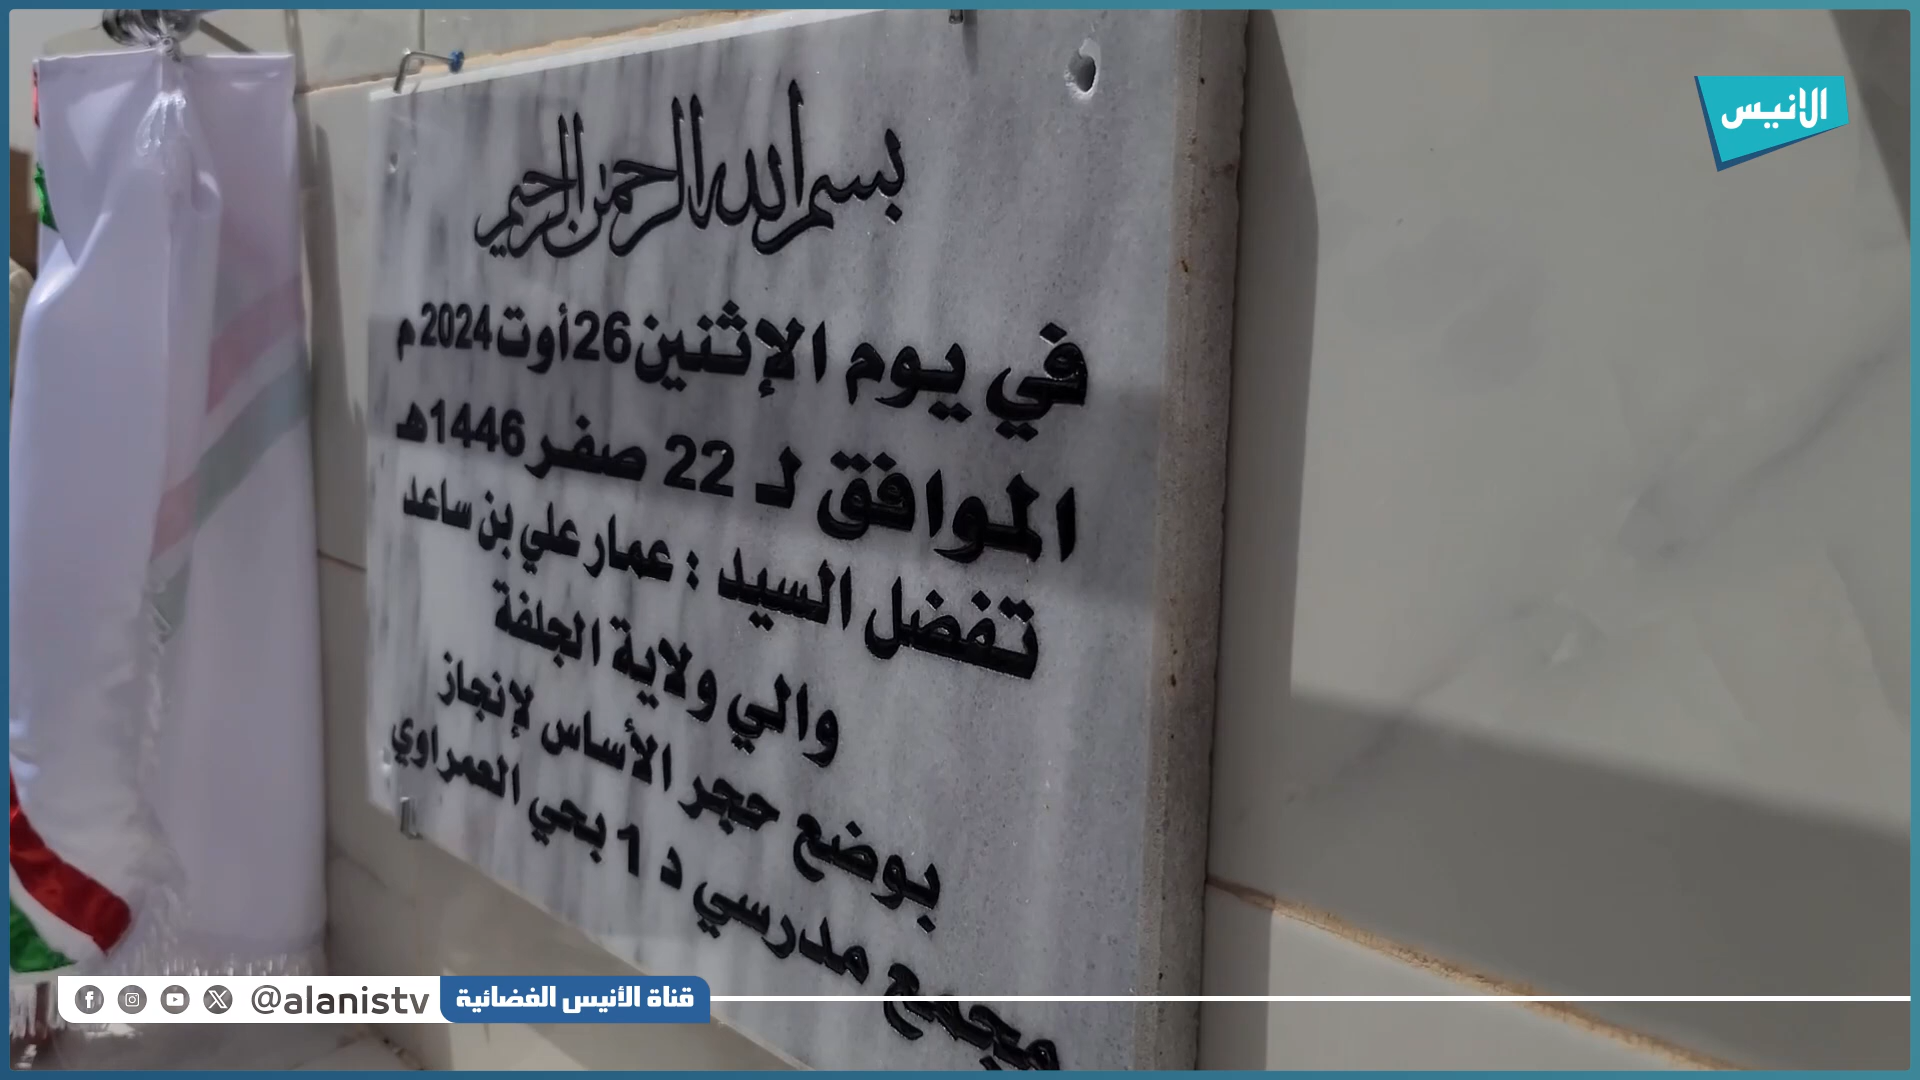 الانيس
بسم الله الرحمن الرحيم
في يوم الإثنين 26 أوت 2024 م
الموافق لـ 22 صفر 1446هـ
تفضل السيد : عمار علي بن ساعد
والي ولاية الجلفة
بوضع حجر الأساس لإنجاز
مجمع مدرسي د 1 بحي العمراوي
@alanistv قناة الأنيس الفضائية